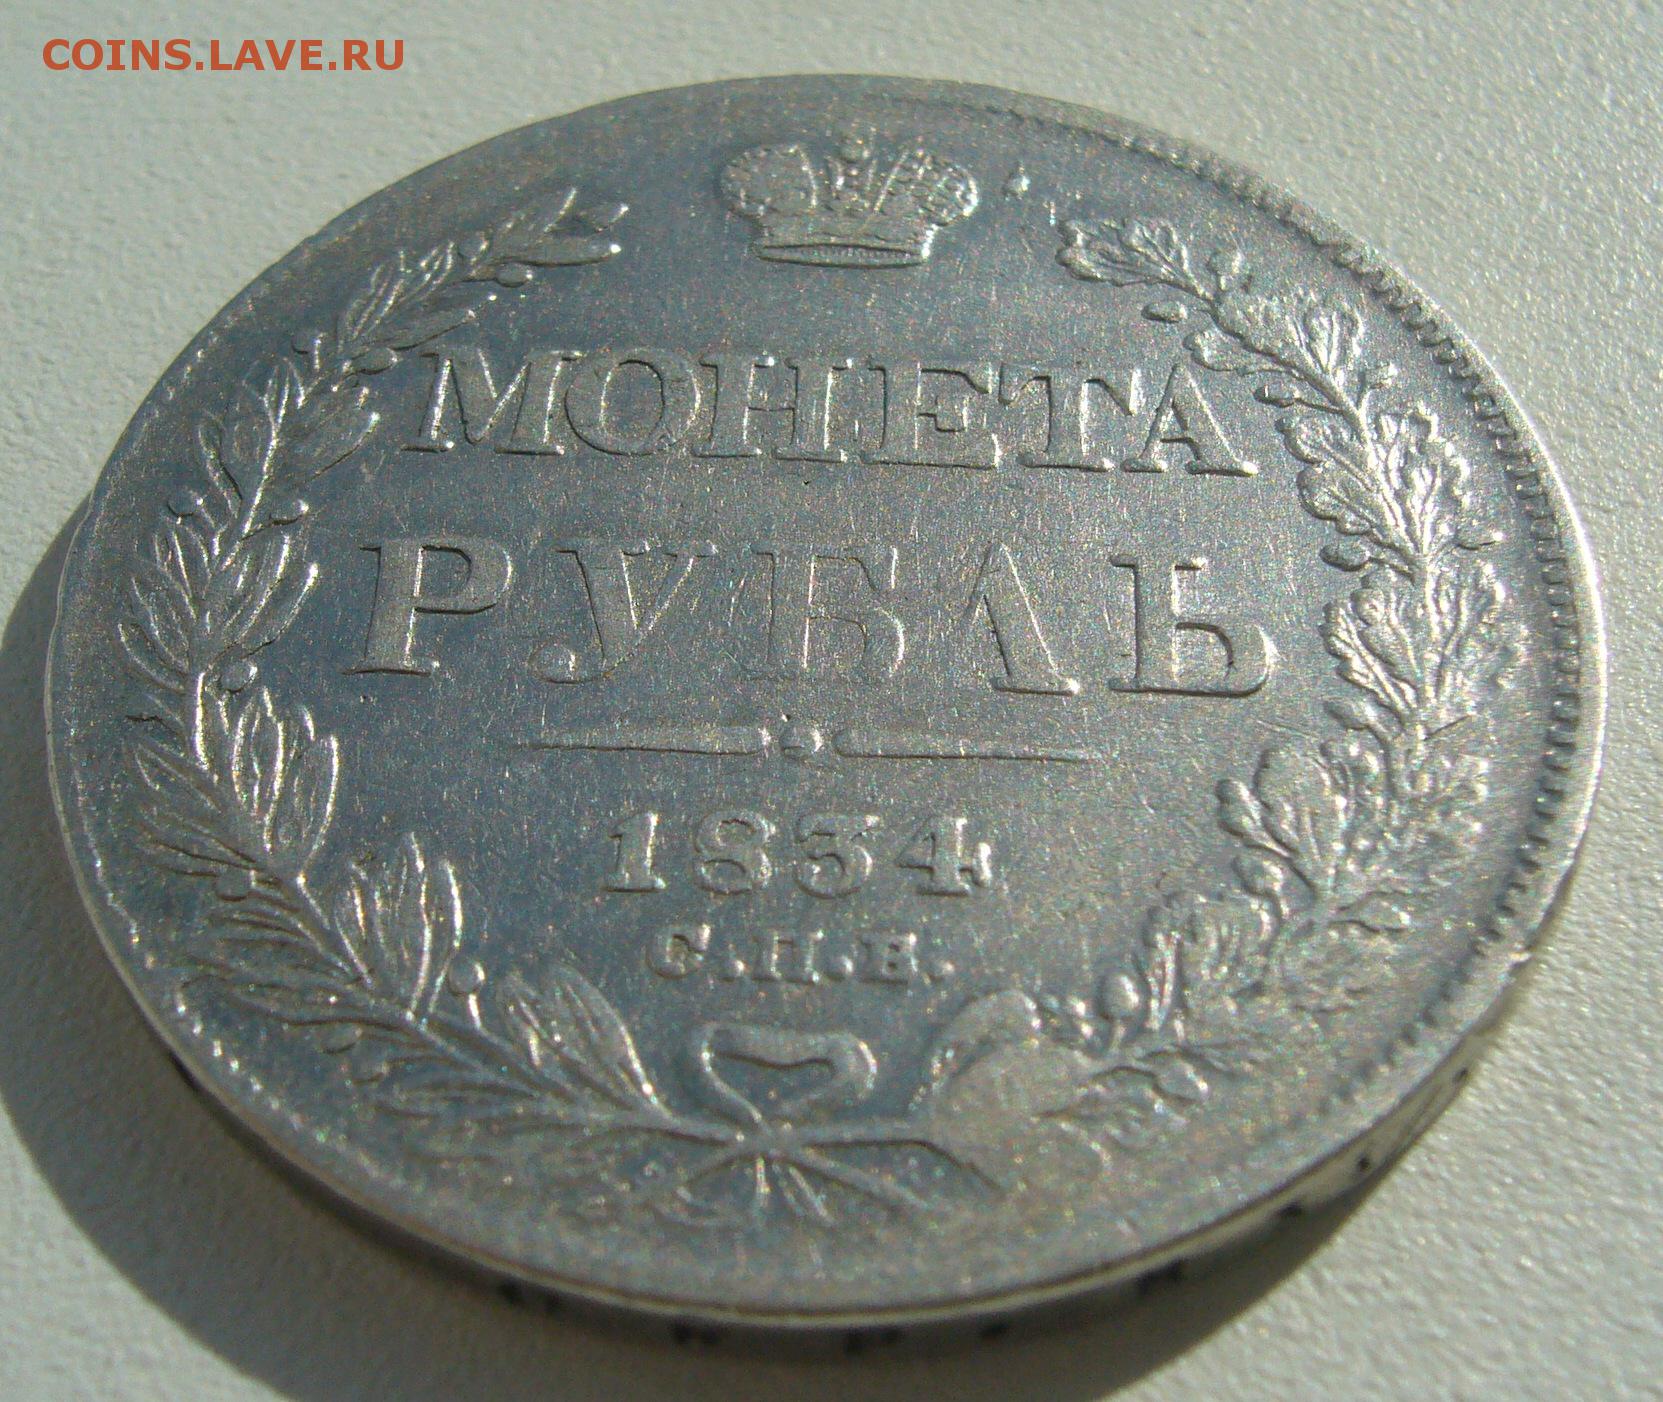 COINS.LAVE.RU
МОНЕТА
РУБЛЬ
1834
С.П.Б.